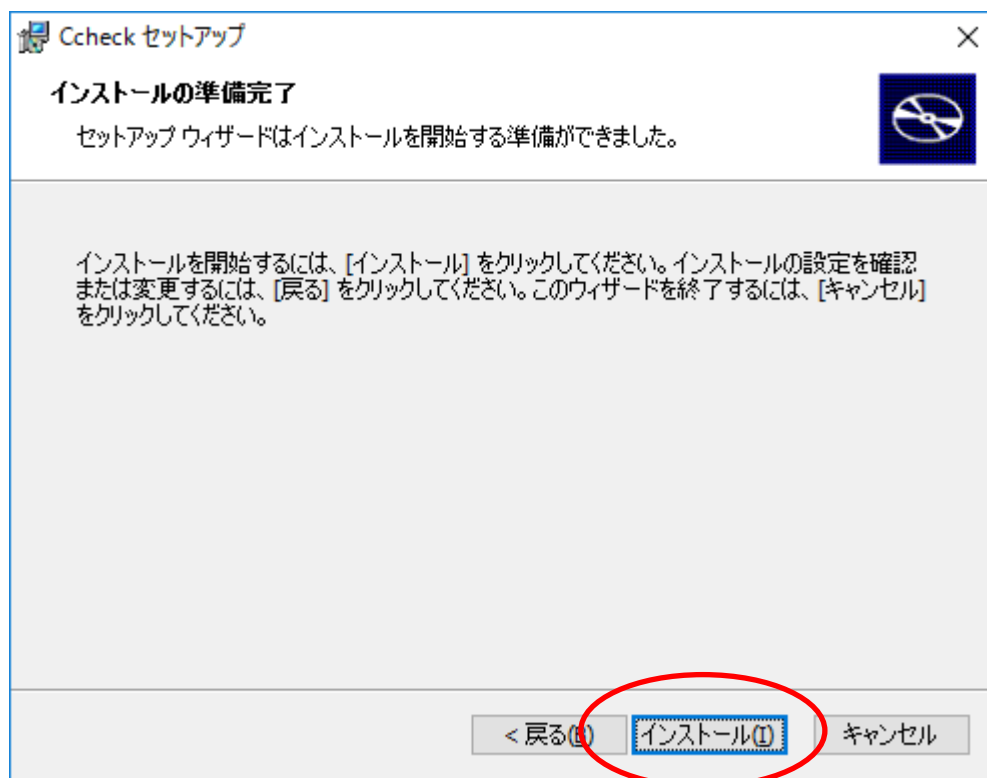 Ccheck セットアップ
インストールの準備完了
セットアップ ウィザードはインストールを開始する準備ができました。
インストールを開始するには、[インストール] をクリックしてください。インストールの設定を確認
または変更するには、[戻る] をクリックしてください。このウィザードを終了するには、[キャンセル]
をクリックしてください。
< 戻る(B) インストール(I) キャンセル